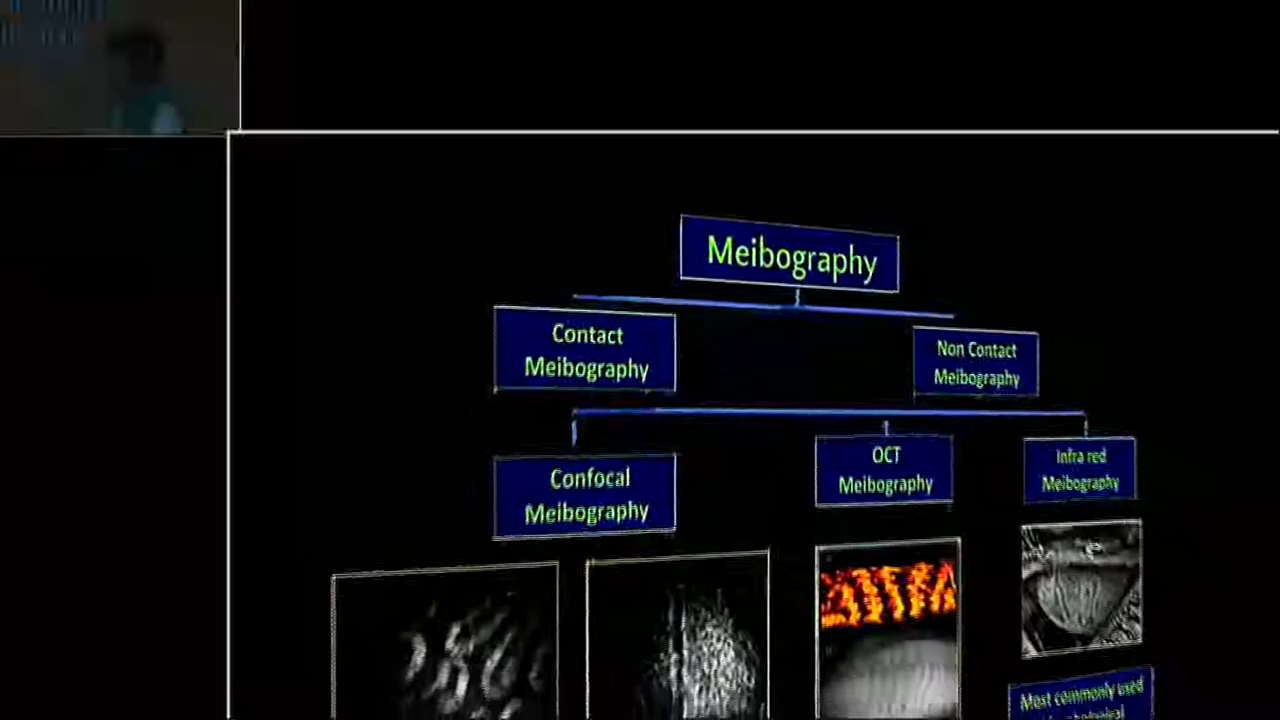 Meibography
Contact
Meibography
Non Contact
Meibography
Confocal
Meibography
OCT
Meibography
Infra red
Meibography
Most commonly used